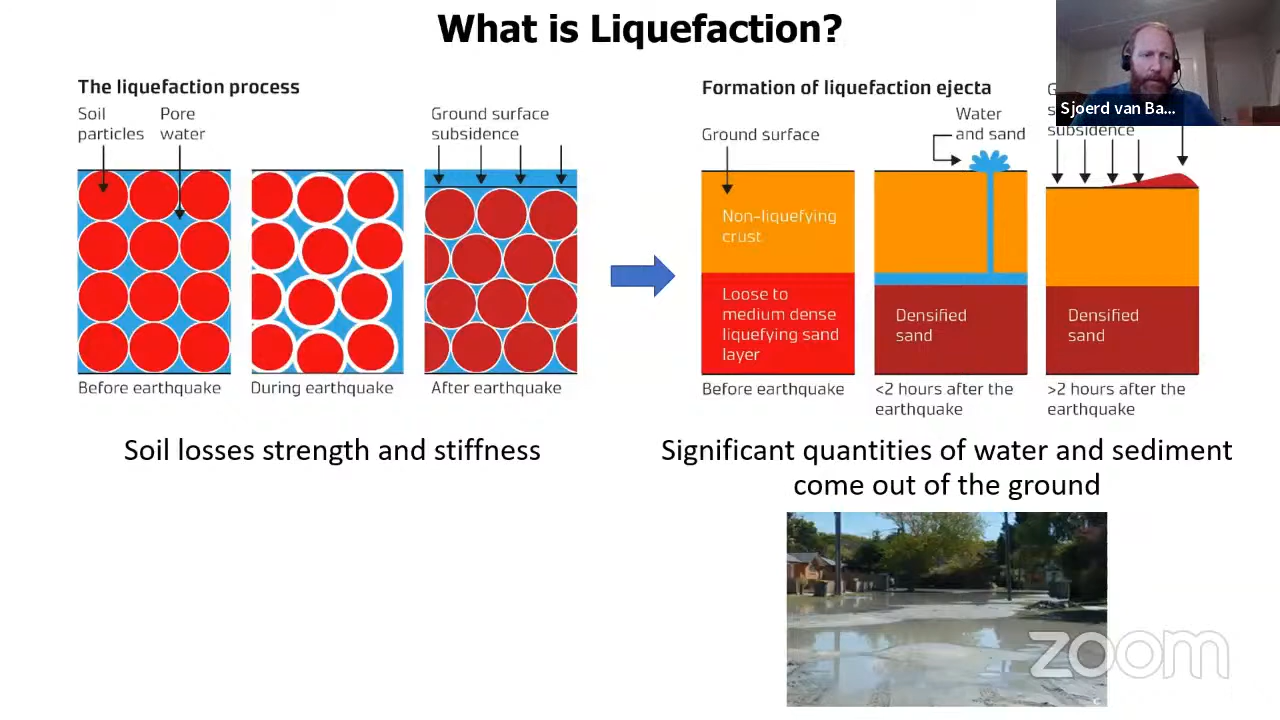 What is Liquefaction?
The liquefaction process
Soil
particles
Pore
water
Ground surface
subsidence
Before earthquake
During earthquake
After earthquake
Soil losses strength and stiffness
Formation of liquefaction ejecta
Ground surface
Water
and sand
subsidence
Non-liquefying
crust
Loose to
medium dense
liquefying sand
layer
Densified
sand
Densified
sand
Before earthquake
<2 hours after the
earthquake
>2 hours after the
earthquake
Significant quantities of water and sediment
come out of the ground
Sjoerd van Ba...
zoom